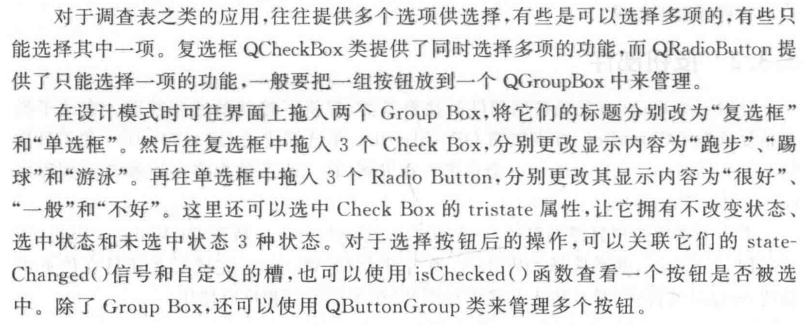 对于调查表之类的应用,往往提供多个选项供选择,有些是可以选择多项的,有些只
能选择其中一项。复选框 QCheckBox 类提供了同时选择多项的功能,而 QRadioButton 提
供了只能选择一项的功能,一般要把一组按钮放到一个 QGroupBox 中来管理。
在设计模式时可往界面上拖入两个 Group Box,将它们的标题分别改为“复选框”
和“单选框”。然后往复选框中拖入 3 个 Check Box,分别更改显示内容为“跑步”、“踢
球”和“游泳”。再往单选框中拖入 3 个 Radio Button,分别更改其显示内容为“很好”、
“一般”和“不好”。这里还可以选中 Check Box 的 tristate 属性,让它拥有不改变状态、
选中状态和未选中状态 3 种状态。对于选择按钮后的操作,可以关联它们的 state-
Changed()信号和自定义的槽,也可以使用 isChecked()函数查看一个按钮是否被选
中。除了 Group Box,还可以使用 QButtonGroup 类来管理多个按钮。